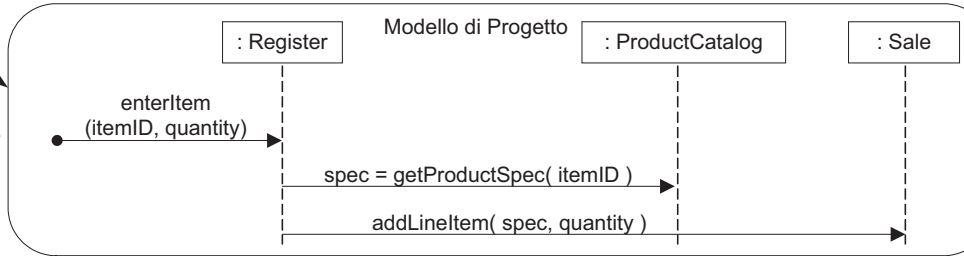 Modello di Progetto
: Register
: ProductCatalog
: Sale
enterItem
(itemID, quantity)
spec = getProductSpec( itemID )
addLineItem( spec, quantity )